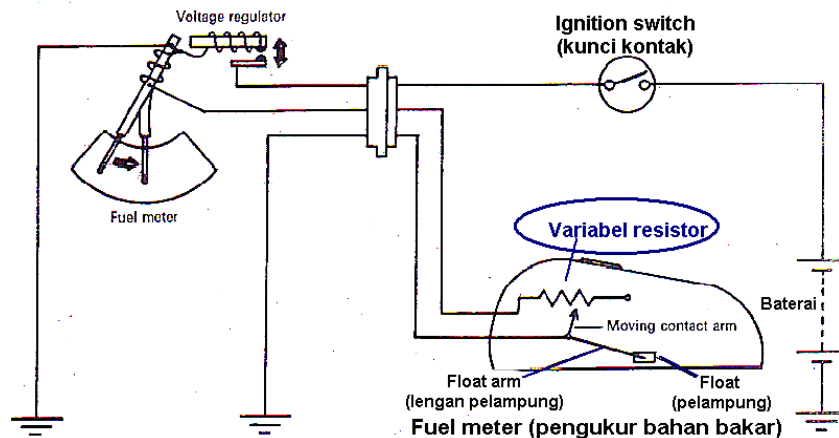 Voltage regulator
Ignition switch
(kunci kontak)
Fuel meter
Variabel resistor
Baterai
Moving contact arm
Float arm
(lengan pelampung)
Float
(pelampung)
Fuel meter (pengukur bahan bakar)